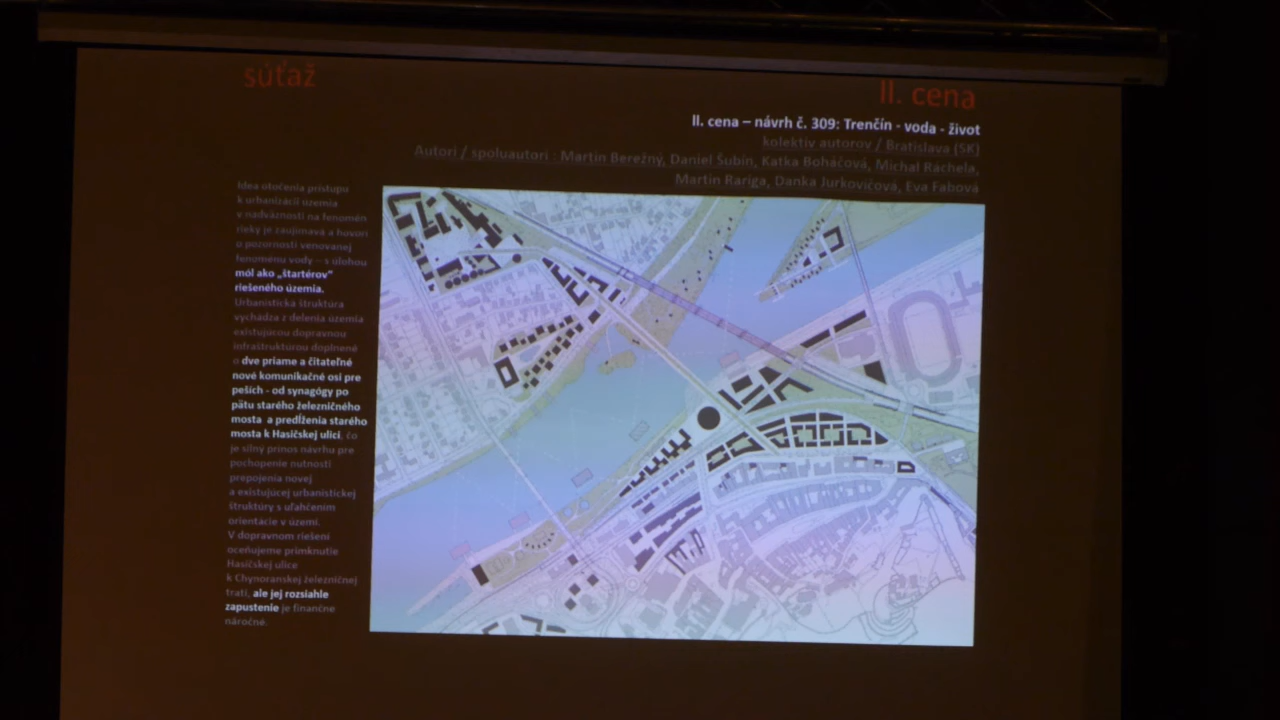 súťaž
II. cena
II. cena – návrh č. 309: Trenčín - voda - život
kolektív autorov / Bratislava (SK)
Autori / spoluautori : Martin Berežný, Daniel Šubín, Katka Boháčová, Michal Rachela,
Martin Rariga, Danka Jurkovičová, Eva Fabová
Idea otočenia prístupu
k urbanizácii územia
v nadväznosti na fenomén
rieky je zaujímavá a hovorí
o pozornosti venovanej
fenoménu vody – s úlohou
mól ako „štartérov“
riešeného územia.
Urbanistická štruktúra
vychádza z delenia územia
existujúcou dopravnou
infraštruktúrou doplnené
o dve priame a čitateľné
nové komunikačné osi pre
peších - od synagógy po
pätu starého železničného
mosta a predĺženia starého
mosta k Hasičskej ulici, čo
je silný prínos návrhu pre
pochopenie nutnosti
prepojenia novej
a existujúcej urbanistickej
štruktúry s uľahčením
orientácie v území.
V dopravnom riešení
oceňujeme primknutie
Hasičskej ulice
k Chynoranskej železničnej
trati, ale jej rozsiahle
zapustenie je finančne
náročné.